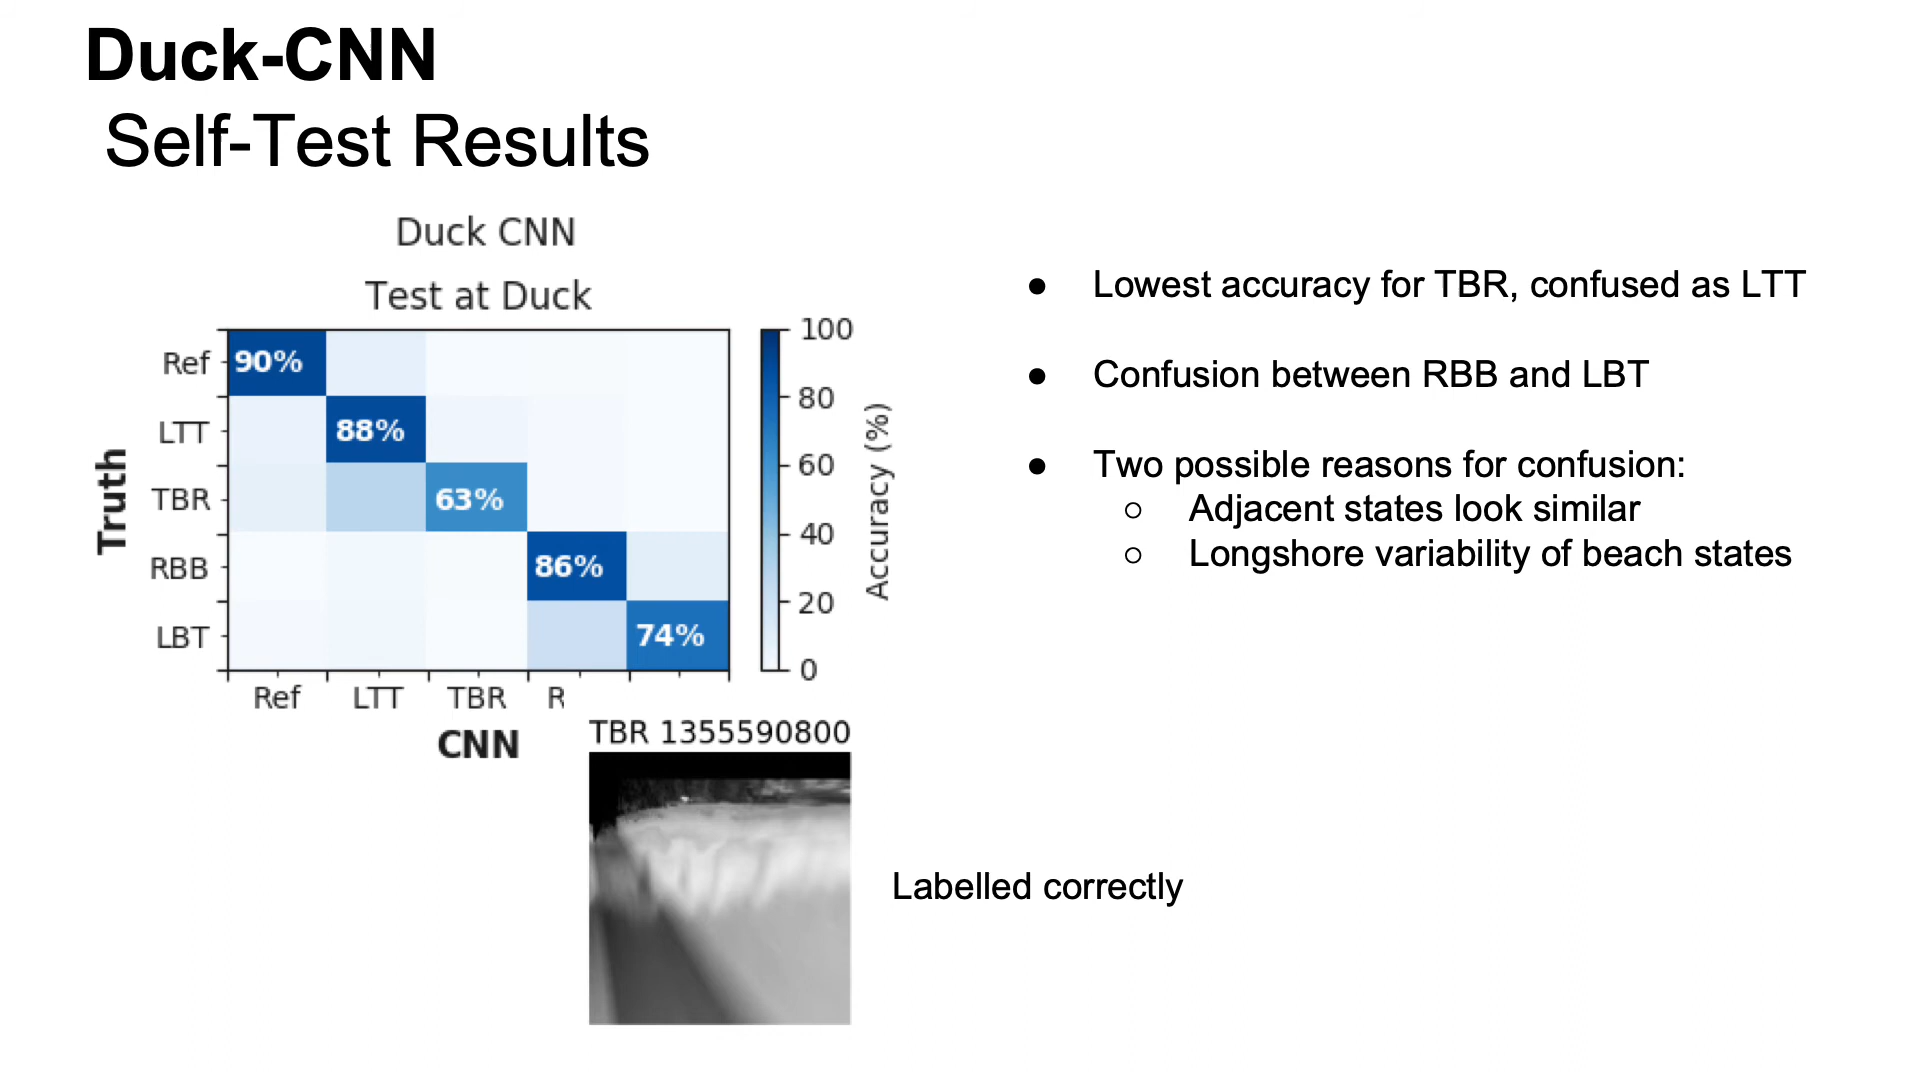 Duck-CNN
Self-Test Results
Duck CNN
Test at Duck
Ref
LTT
TBR
RBB
LBT
Truth
90%
88%
63%
86%
74%
Ref LTT TBR R
CNN
100
80
60
40
20
0
Accuracy (%)
● Lowest accuracy for TBR, confused as LTT
● Confusion between RBB and LBT
● Two possible reasons for confusion:
○ Adjacent states look similar
○ Longshore variability of beach states
TBR 1355590800
Labelled correctly